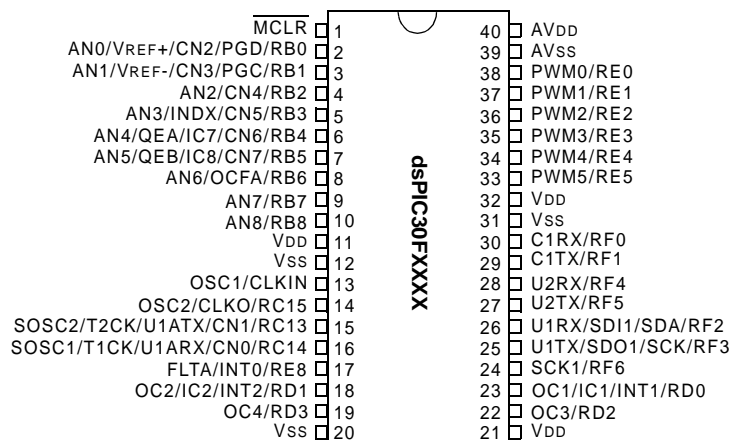 MCLR 1
AN0/VREF+/CN2/PGD/RB0 2
AN1/VREF-/CN3/PGC/RB1 3
AN2/CN4/RB2 4
AN3/INDX/CN5/RB3 5
AN4/QEA/IC7/CN6/RB4 6
AN5/QEB/IC8/CN7/RB5 7
AN6/OCFA/RB6 8
AN7/RB7 9
AN8/RB8 10
VDD 11
VSS 12
OSC1/CLKIN 13
OSC2/CLKO/RC15 14
SOSC2/T2CK/U1ATX/CN1/RC13 15
SOSC1/T1CK/U1ARX/CN0/RC14 16
FLTA/INT0/RE8 17
OC2/IC2/INT2/RD1 18
OC4/RD3 19
VSS 20
dsPIC30FXXXX
40 AVDD
39 AVSS
38 PWM0/RE0
37 PWM1/RE1
36 PWM2/RE2
35 PWM3/RE3
34 PWM4/RE4
33 PWM5/RE5
32 VDD
31 VSS
30 C1RX/RF0
29 C1TX/RF1
28 U2RX/RF4
27 U2TX/RF5
26 U1RX/SDI1/SDA/RF2
25 U1TX/SDO1/SCK/RF3
24 SCK1/RF6
23 OC1/IC1/INT1/RD0
22 OC3/RD2
21 VDD